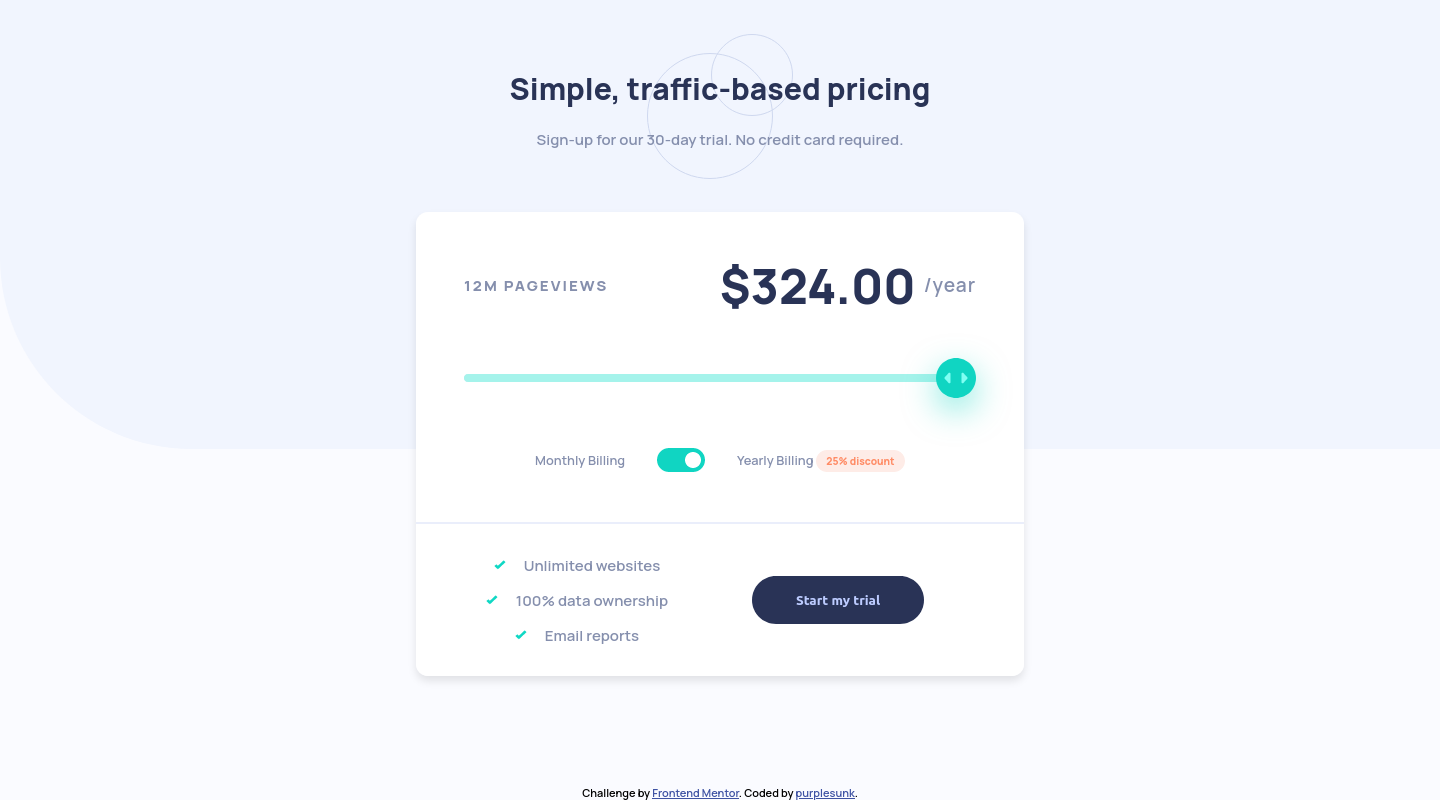 Simple, traffic-based pricing
Sign-up for our 30-day trial. No credit card required.
12M PAGEVIEWS
$324.00 /year
Monthly Billing
Yearly Billing 25% discount
Unlimited websites
100% data ownership
Email reports
Start my trial
Challenge by Frontend Mentor. Coded by purplesunk.